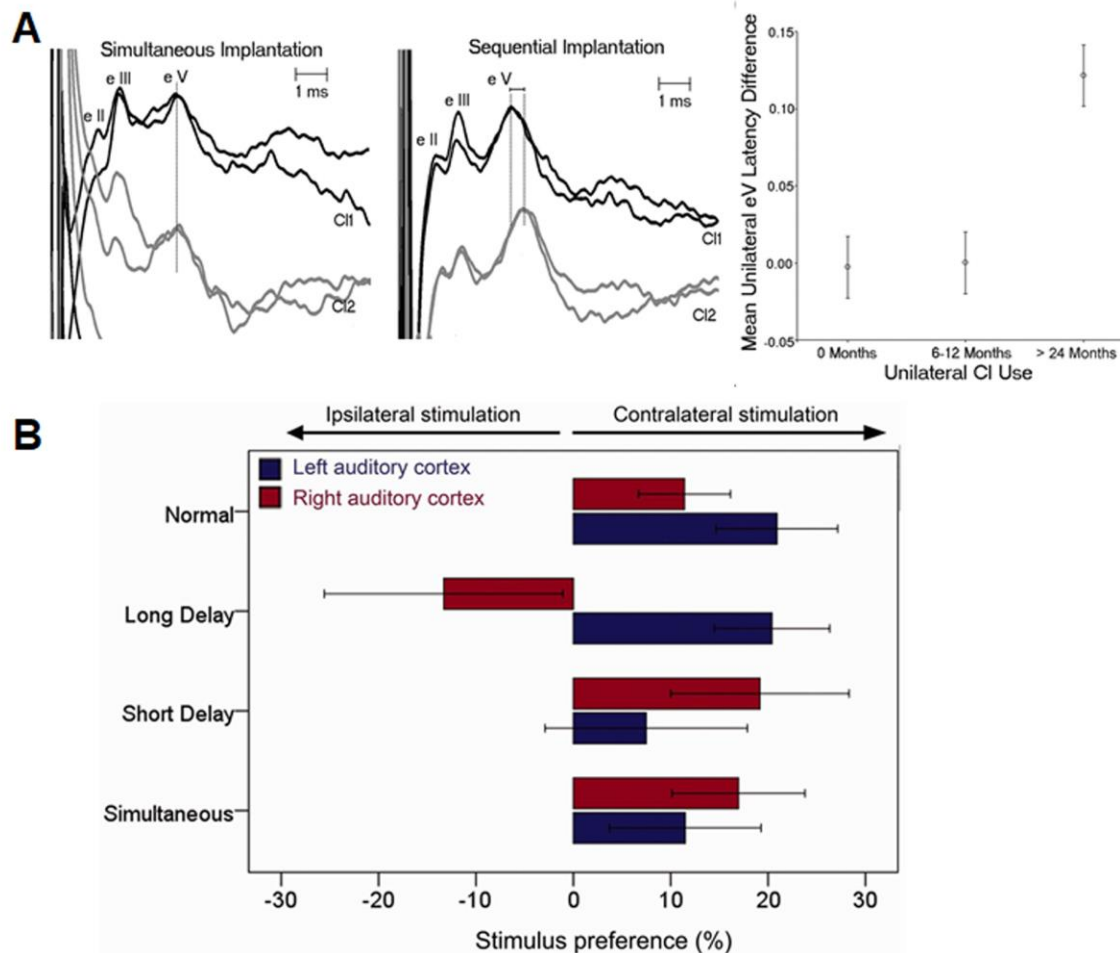 A
Simultaneous Implantation
e II
e III
e V
1 ms
CI1
CI2
Sequential Implantation
e II
e III
e V
1 ms
CI1
CI2
Mean Unilateral eV Latency Difference
0.15
0.10
0.05
0.00
-0.05
0 Months 6-12 Months > 24 Months
Unilateral CI Use
B
Ipsilateral stimulation Contralateral stimulation
Left auditory cortex
Right auditory cortex
Normal
Long Delay
Short Delay
Simultaneous
-30 -20 -10 0 10 20 30
Stimulus preference (%)